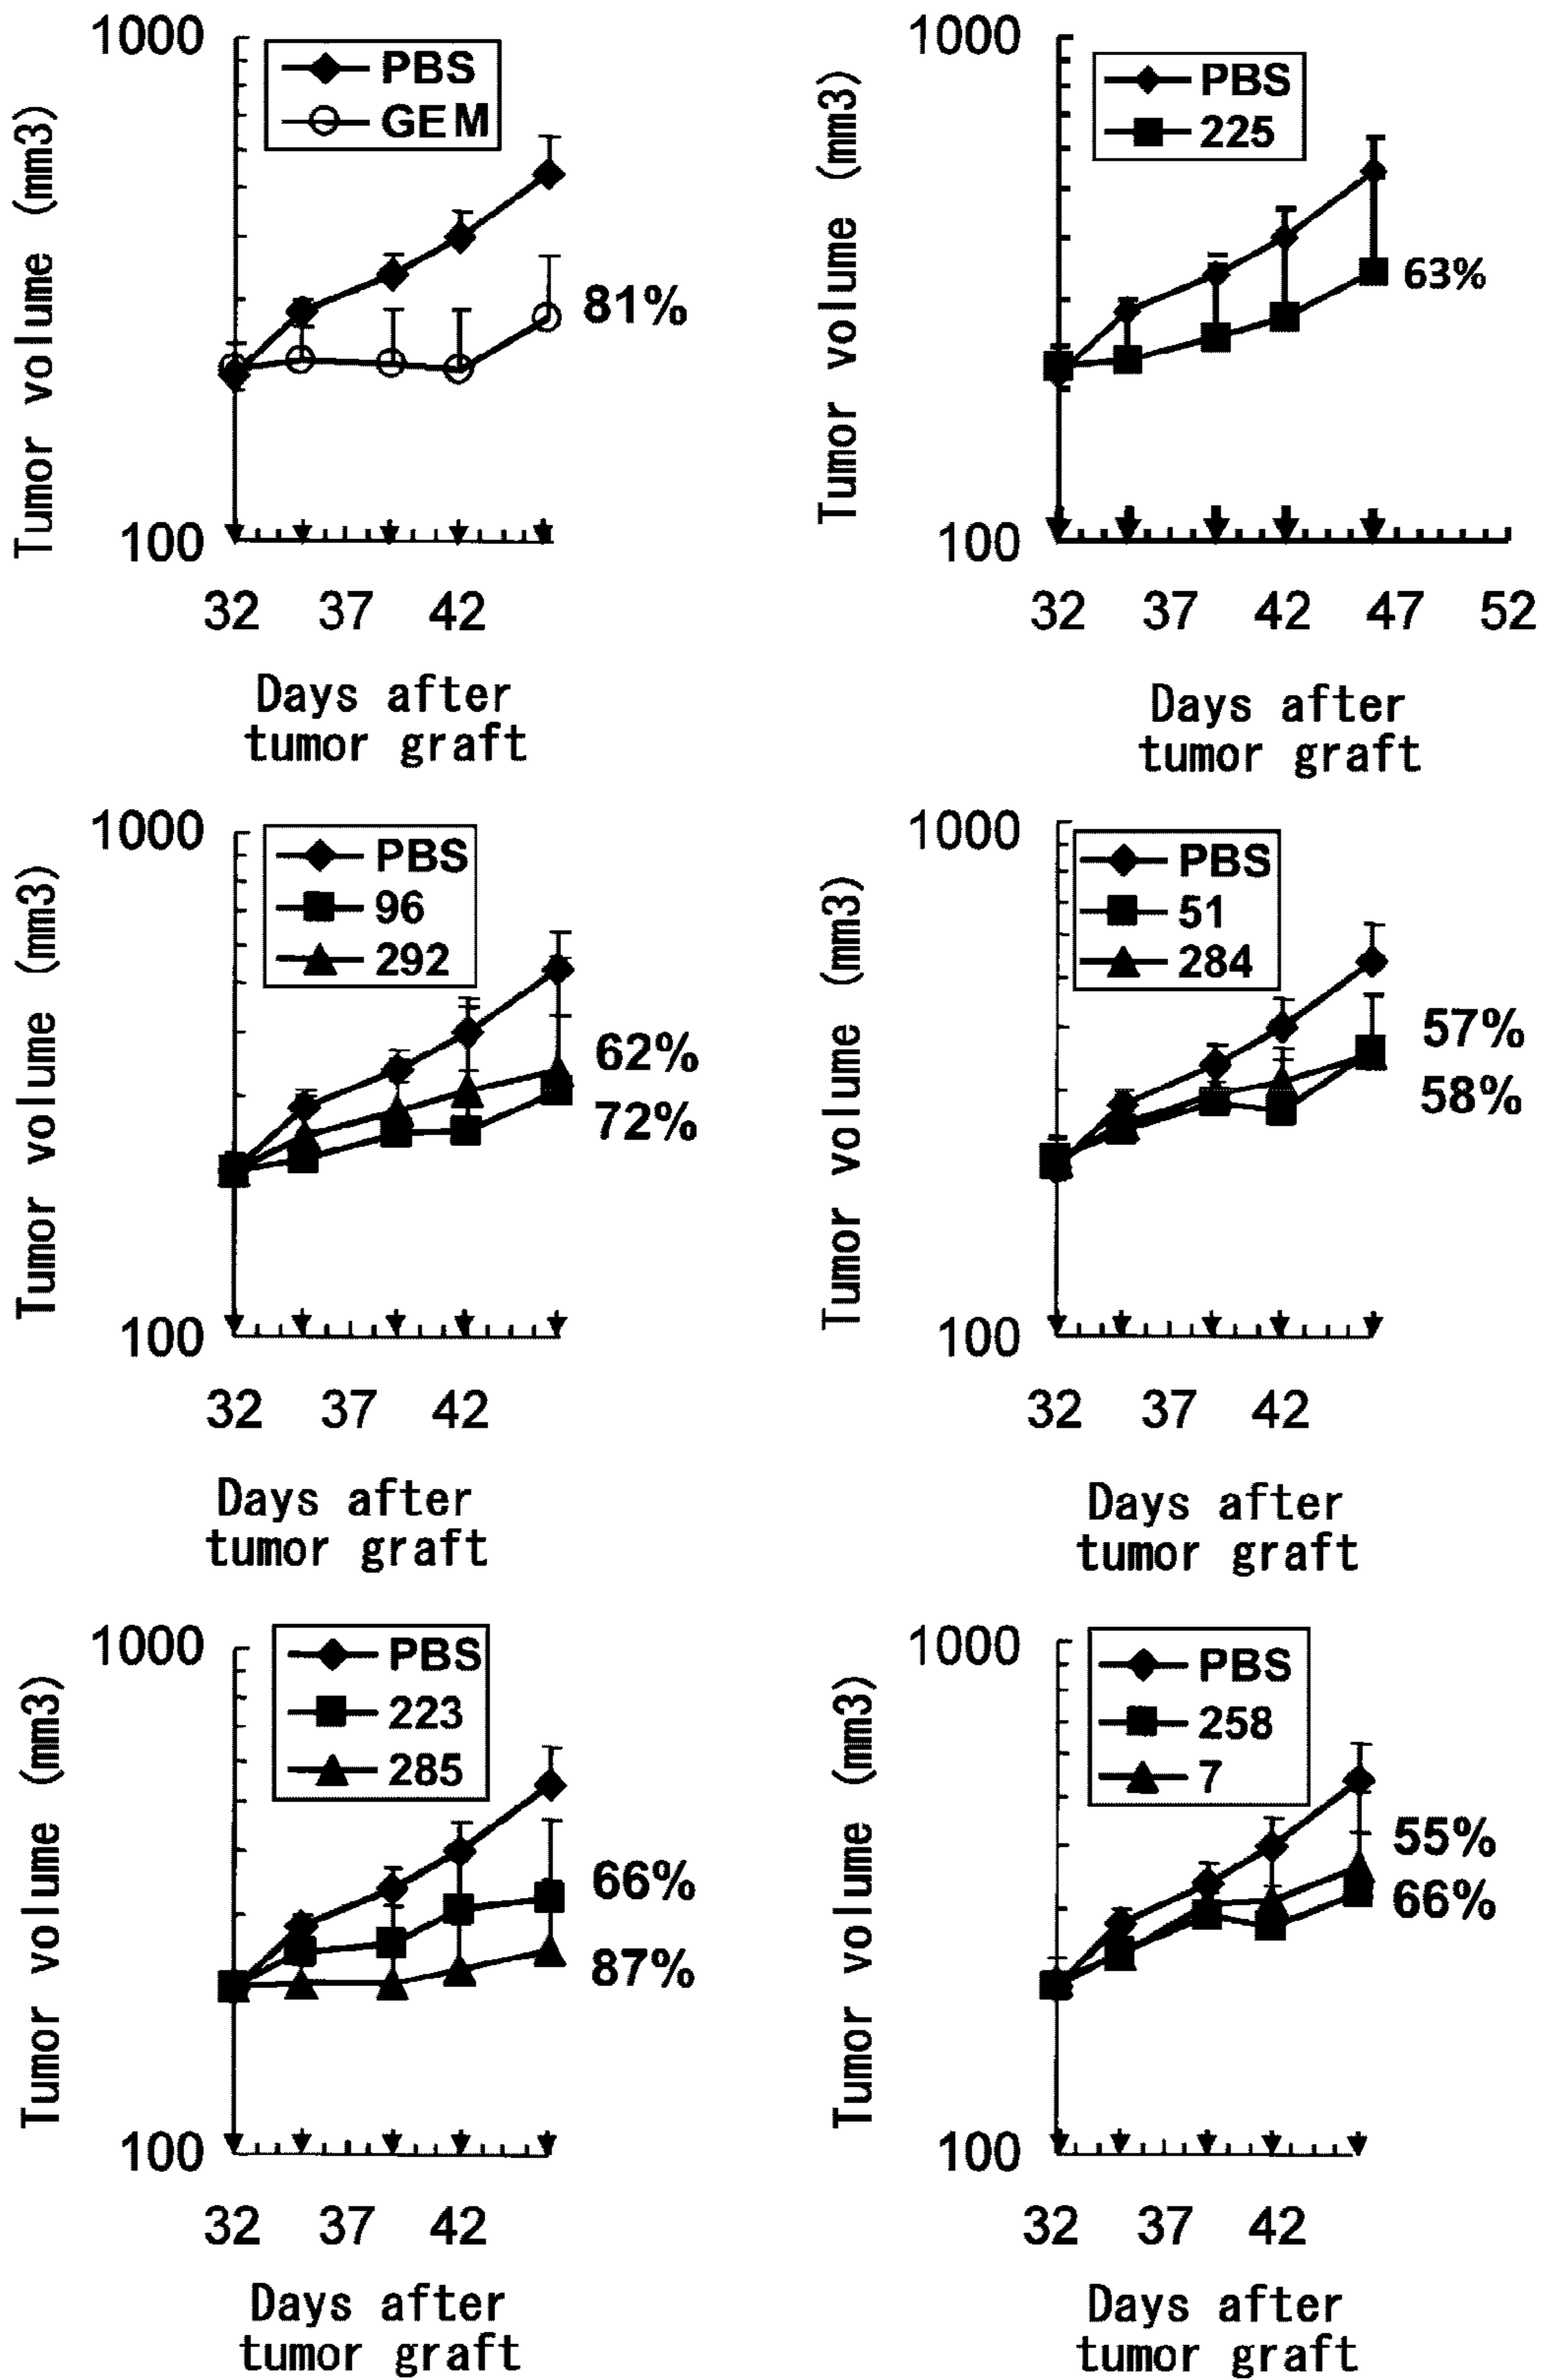 1000
PBS
GEM
81%
Tumor volume (mm3)
100
32 37 42
Days after
tumor graft
1000
PBS
225
63%
Tumor volume (mm3)
100
32 37 42 47 52
Days after
tumor graft
1000
PBS
96
292
62%
72%
Tumor volume (mm3)
100
32 37 42
Days after
tumor graft
1000
PBS
51
284
57%
58%
Tumor volume (mm3)
100
32 37 42
Days after
tumor graft
1000
PBS
223
285
66%
87%
Tumor volume (mm3)
100
32 37 42
Days after
tumor graft
1000
PBS
258
7
55%
66%
Tumor volume (mm3)
100
32 37 42
Days after
tumor graft